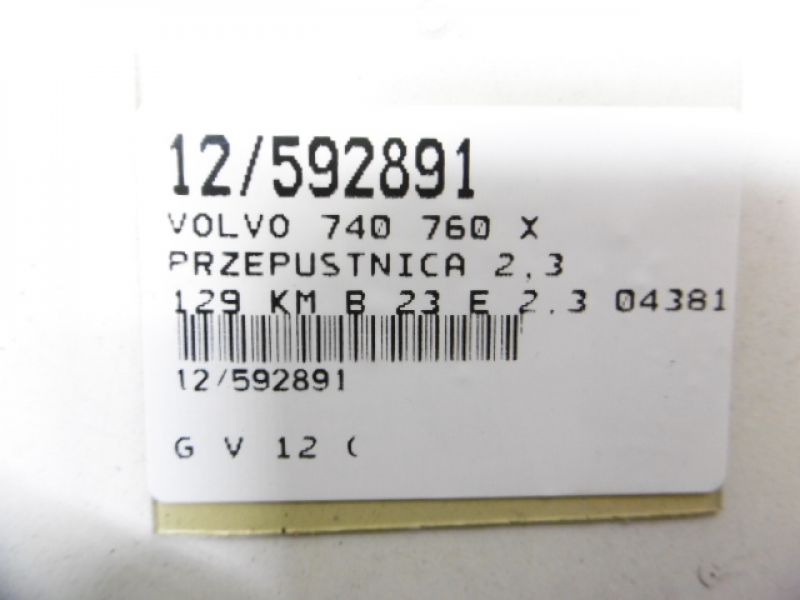 12/592891
VOLVO 740 760 X
PRZEPUSTNICA 2,3
129 KM B 23 E 2.3 04381
12/592891
G V 12 (